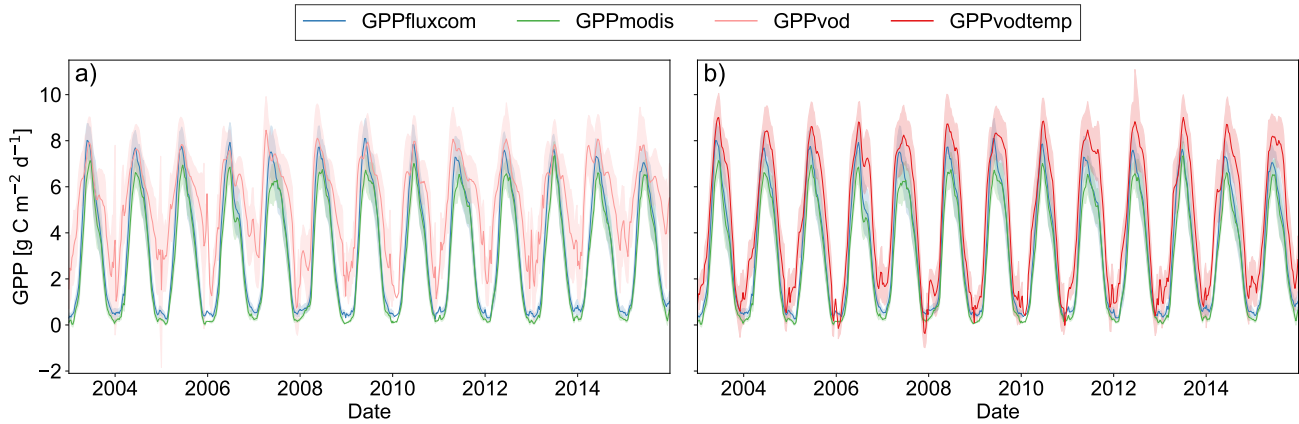 GPPfluxcom GPPmodis GPPvod GPPvodtemp
a) b)
GPP [g C m⁻² d⁻¹]
10
8
6
4
2
0
−2
2004 2006 2008 2010 2012 2014 2004 2006 2008 2010 2012 2014
Date Date